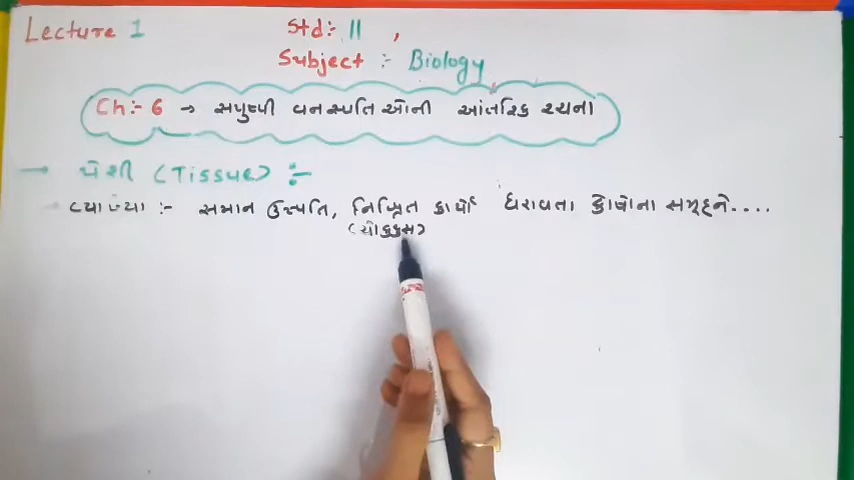 Lecture 1
Std:- 11 ,
Subject :- Biology
Ch:- 6 → સપુષ્પી વનસ્પતિઓની આંતરિક રચના
→ પેશી (Tissue) :-
વ્યાખ્યા :- સમાન ઉત્પતિ, નિશ્ચિત કાર્યો ધરાવતા કોષોના સમૂહને....
(ચોક્કસ)